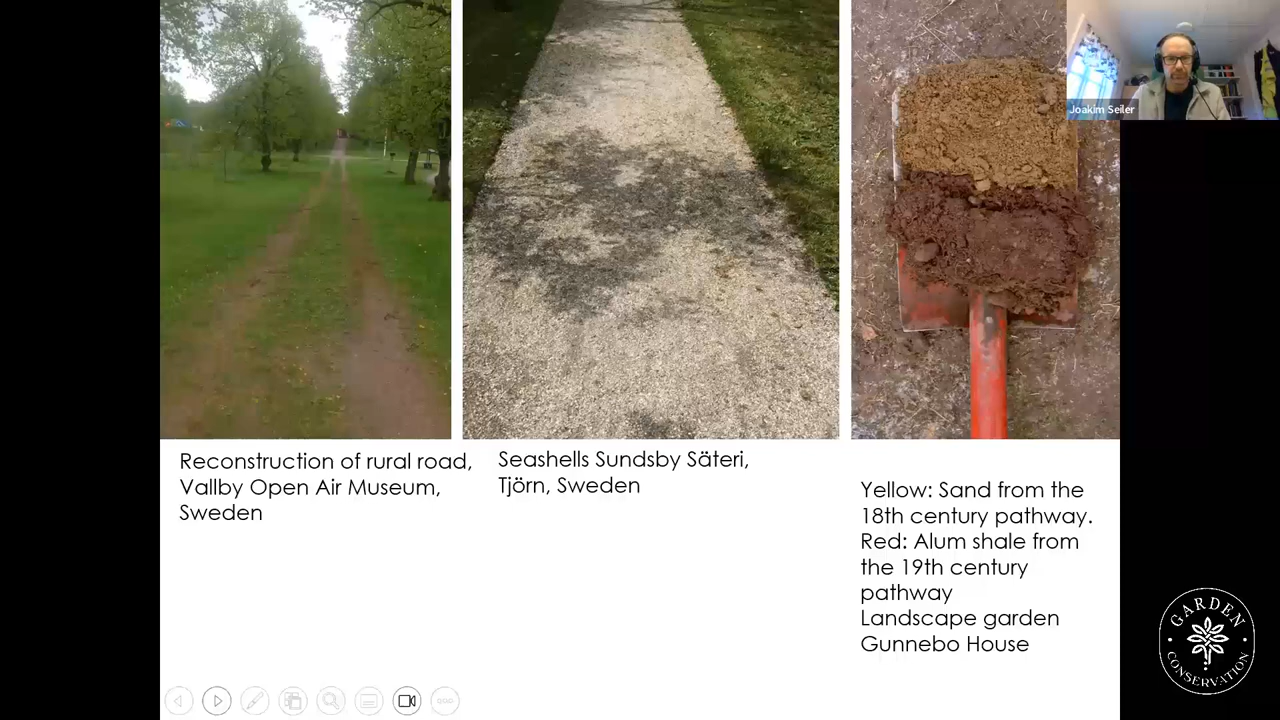 Joakim Seiler
Reconstruction of rural road,
Vallby Open Air Museum,
Sweden
Seashells Sundsby Säteri,
Tjörn, Sweden
Yellow: Sand from the
18th century pathway.
Red: Alum shale from
the 19th century
pathway
Landscape garden
Gunnebo House
GARDEN
CONSERVATION